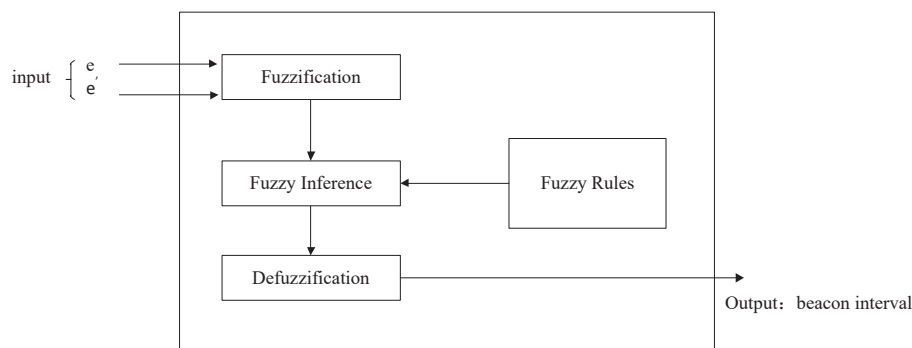 input
e
e′
Fuzzification
Fuzzy Inference
Fuzzy Rules
Defuzzification
Output：beacon interval